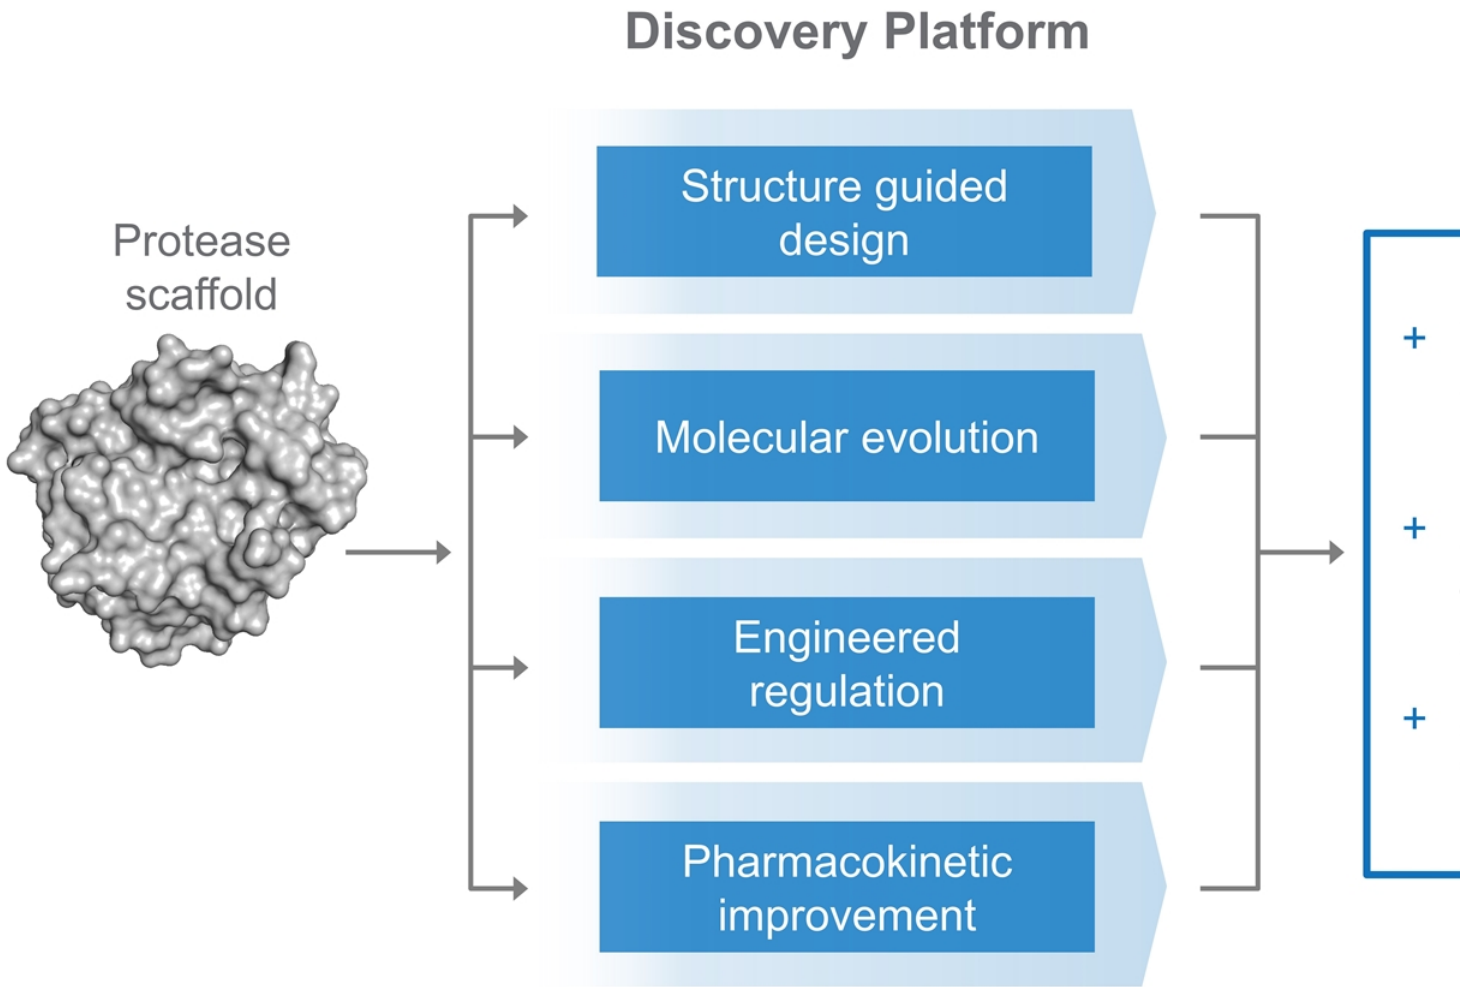 Discovery Platform
Protease
scaffold
Structure guided
design
Molecular evolution
Engineered
regulation
Pharmacokinetic
improvement
+
+
+